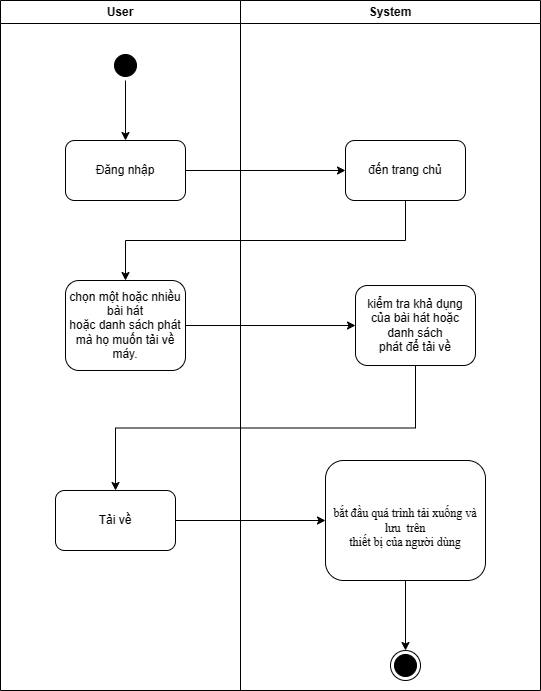 User
System
Đăng nhập
đến trang chủ
chọn một hoặc nhiều
bài hát
hoặc danh sách phát
mà họ muốn tải về
máy.
kiểm tra khả dụng
của bài hát hoặc
danh sách
phát để tải về
Tải về
bắt đầu quá trình tải xuống và
lưu trên
thiết bị của người dùng